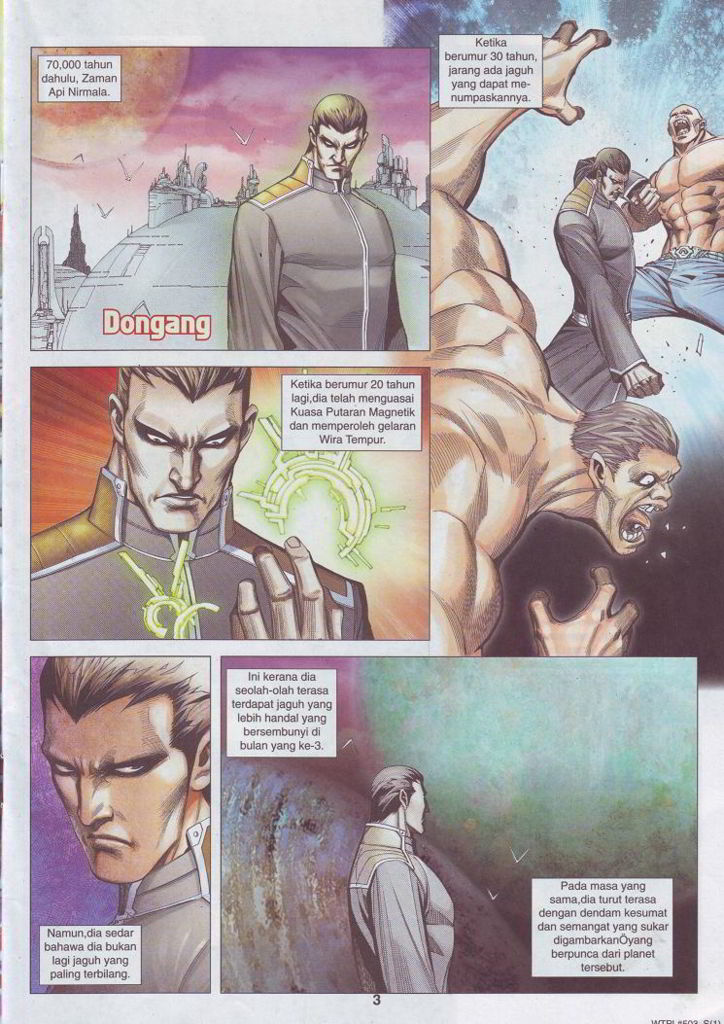 70,000 tahun
dahulu, Zaman
Api Nirmala.
Dongang
Ketika
berumur 30 tahun,
jarang ada jaguh
yang dapat me-
numpaskannya.
Ketika berumur 20 tahun
lagi,dia telah menguasai
Kuasa Putaran Magnetik
dan memperoleh gelaran
Wira Tempur.
Namun,dia sedar
bahawa dia bukan
lagi jaguh yang
paling terbilang.
Ini kerana dia
seolah-olah terasa
terdapat jaguh yang
lebih handal yang
bersembunyi di
bulan yang ke-3.
Pada masa yang
sama,dia turut terasa
dengan dendam kesumat
dan semangat yang sukar
digambarkanÖyang
berpunca dari planet
tersebut.
3